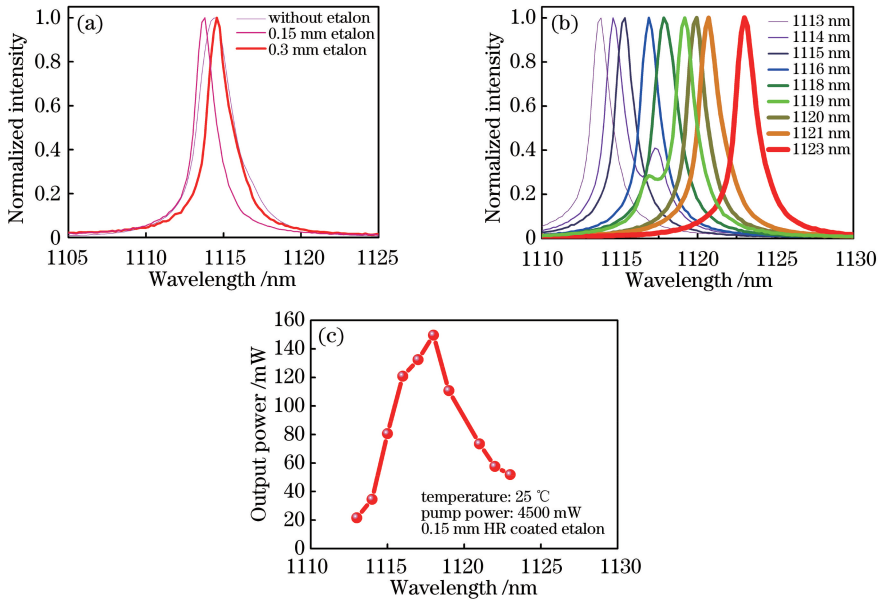 (a)
without etalon
0.15 mm etalon
0.3 mm etalon
1.0
0.8
0.6
0.4
0.2
0
Normalized intensity
1105 1110 1115 1120 1125
Wavelength /nm
(b)
1113 nm
1114 nm
1115 nm
1116 nm
1118 nm
1119 nm
1120 nm
1121 nm
1123 nm
1.0
0.8
0.6
0.4
0.2
0
Normalized intensity
1110 1115 1120 1125 1130
Wavelength /nm
(c)
160
140
120
100
80
60
40
20
0
Output power /mW
temperature: 25 ℃
pump power: 4500 mW
0.15 mm HR coated etalon
1110 1115 1120 1125 1130
Wavelength /nm